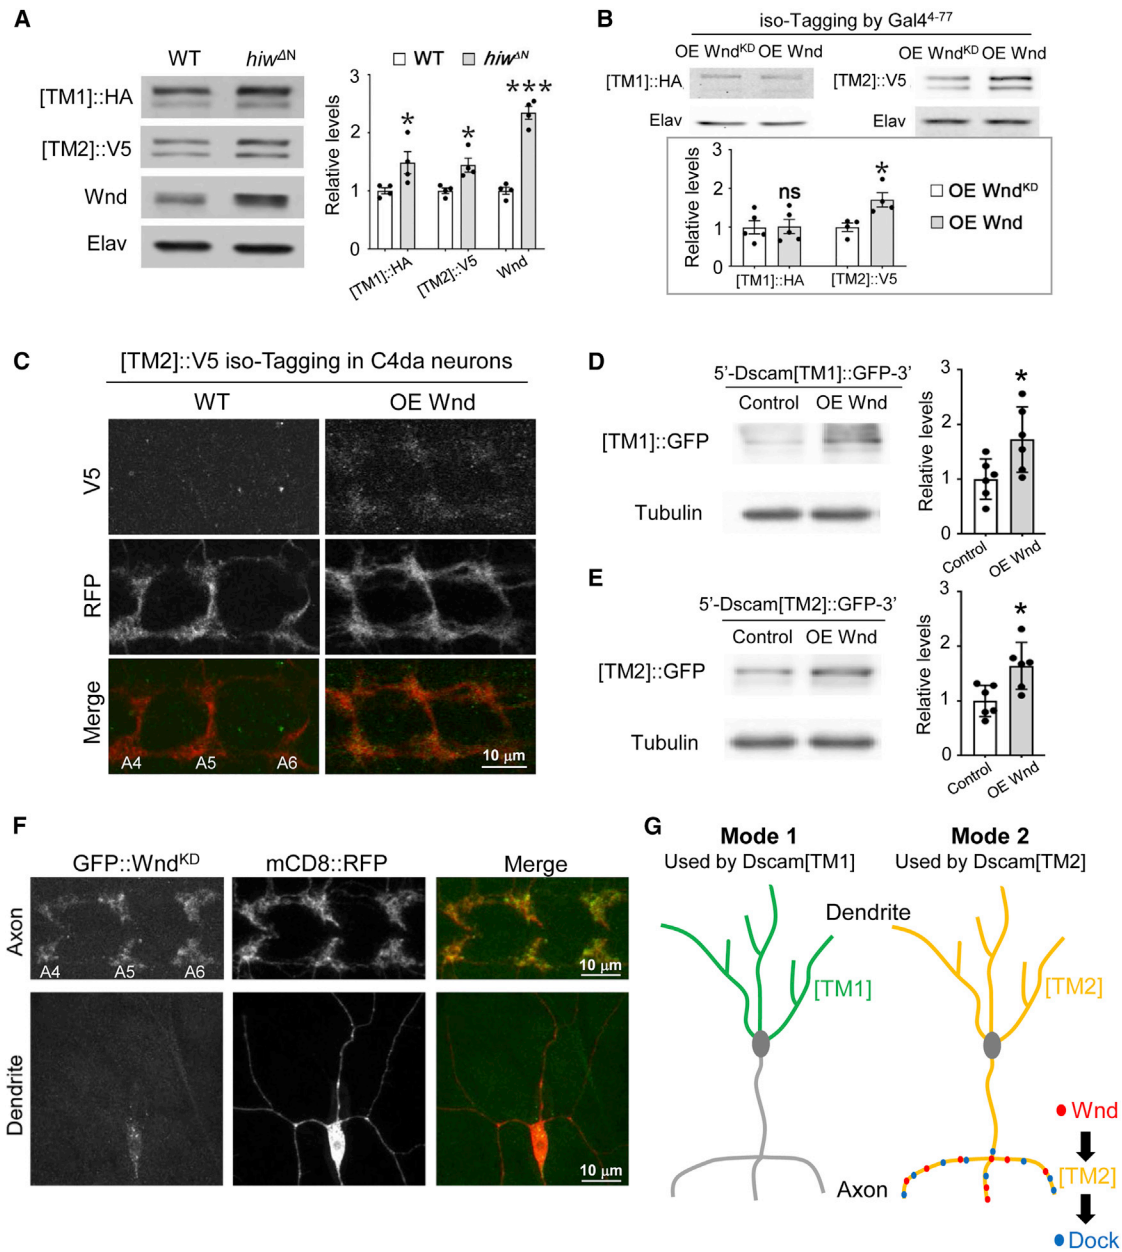 A
WT hiwΔN
[TM1]::HA
[TM2]::V5
Wnd
Elav
WT hiwΔN
Relative levels
3
2
1
0
* * ***
[TM1]::HA [TM2]::V5 Wnd
B
iso-Tagging by Gal4⁴⁻⁷⁷
OE WndKD OE Wnd
[TM1]::HA
Elav
OE WndKD OE Wnd
[TM2]::V5
Elav
Relative levels
3
2
1
0
ns *
[TM1]::HA [TM2]::V5
OE WndKD
OE Wnd
C
[TM2]::V5 iso-Tagging in C4da neurons
WT OE Wnd
V5
RFP
Merge
A4 A5 A6
10 μm
D
5’-Dscam[TM1]::GFP-3’
Control OE Wnd
[TM1]::GFP
Tubulin
Relative levels
3
2
1
0
*
Control OE Wnd
E
5’-Dscam[TM2]::GFP-3’
Control OE Wnd
[TM2]::GFP
Tubulin
Relative levels
3
2
1
0
*
Control OE Wnd
F
GFP::WndKD mCD8::RFP Merge
Axon
A4 A5 A6
10 μm
Dendrite
10 μm
G
Mode 1
Used by Dscam[TM1]
Mode 2
Used by Dscam[TM2]
Dendrite
[TM1]
[TM2]
Axon
Wnd
[TM2]
Dock